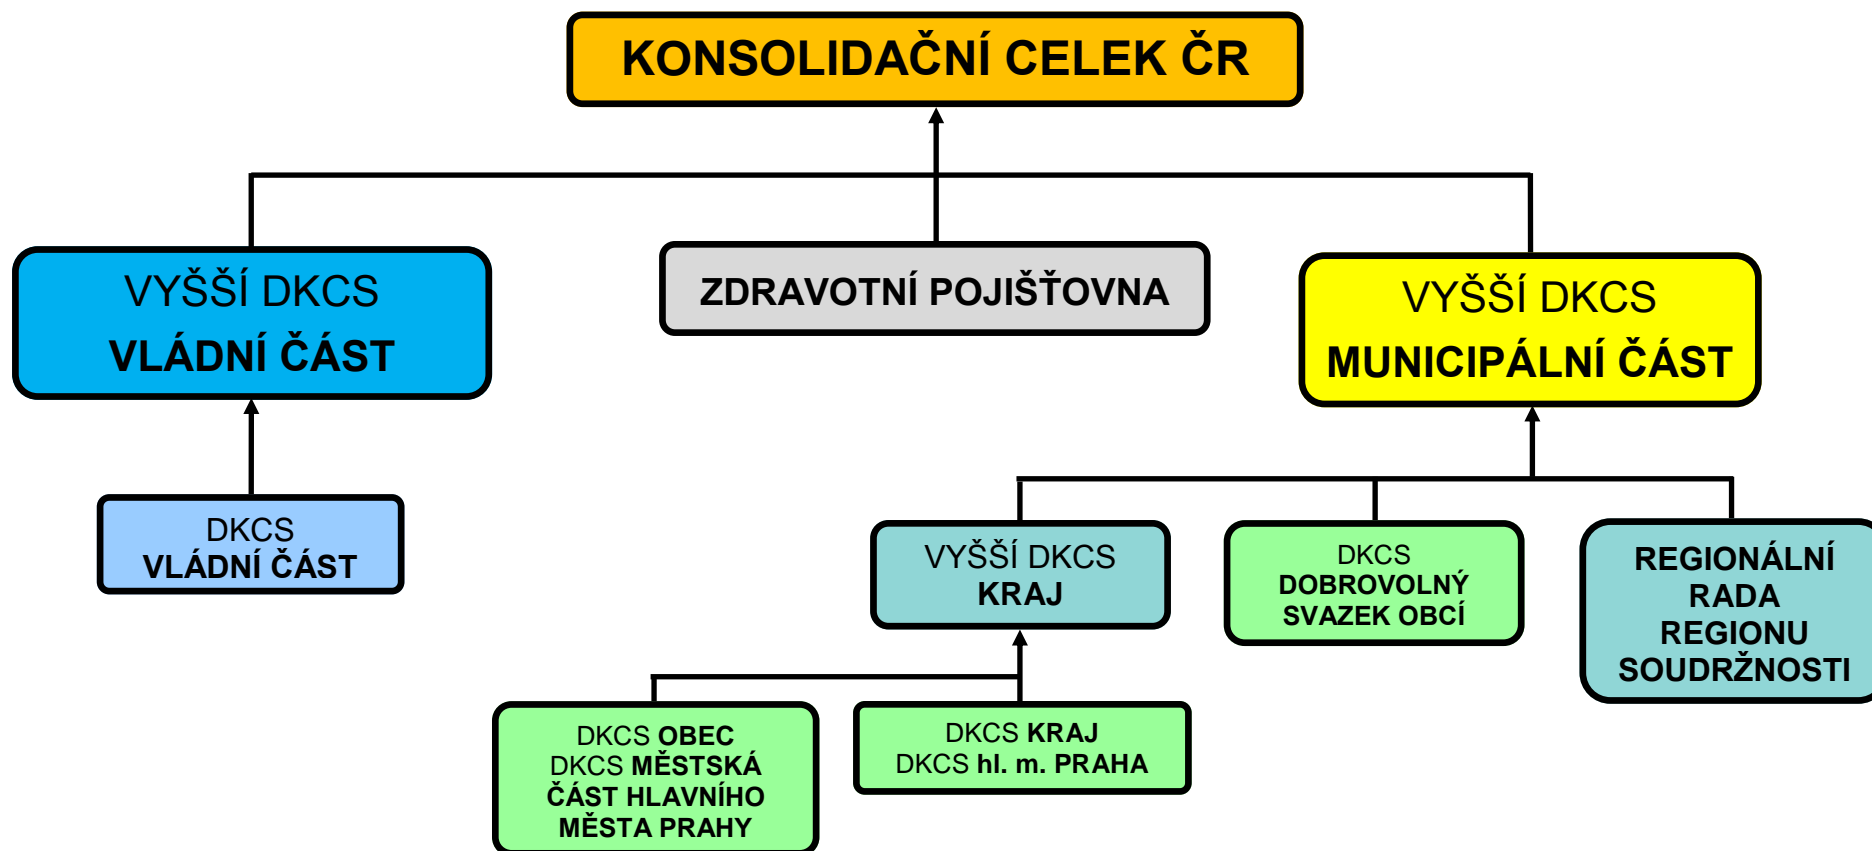 KONSOLIDAČNÍ CELEK ČR
VYŠŠÍ DKCS
VLÁDNÍ ČÁST
ZDRAVOTNÍ POJIŠŤOVNA
VYŠŠÍ DKCS
MUNICIPÁLNÍ ČÁST
DKCS
VLÁDNÍ ČÁST
VYŠŠÍ DKCS
KRAJ
DKCS
DOBROVOLNÝ
SVAZEK OBCÍ
REGIONÁLNÍ
RADA
REGIONU
SOUDRŽNOSTI
DKCS OBEC
DKCS MĚSTSKÁ
ČÁST HLAVNÍHO
MĚSTA PRAHY
DKCS KRAJ
DKCS hl. m. PRAHA